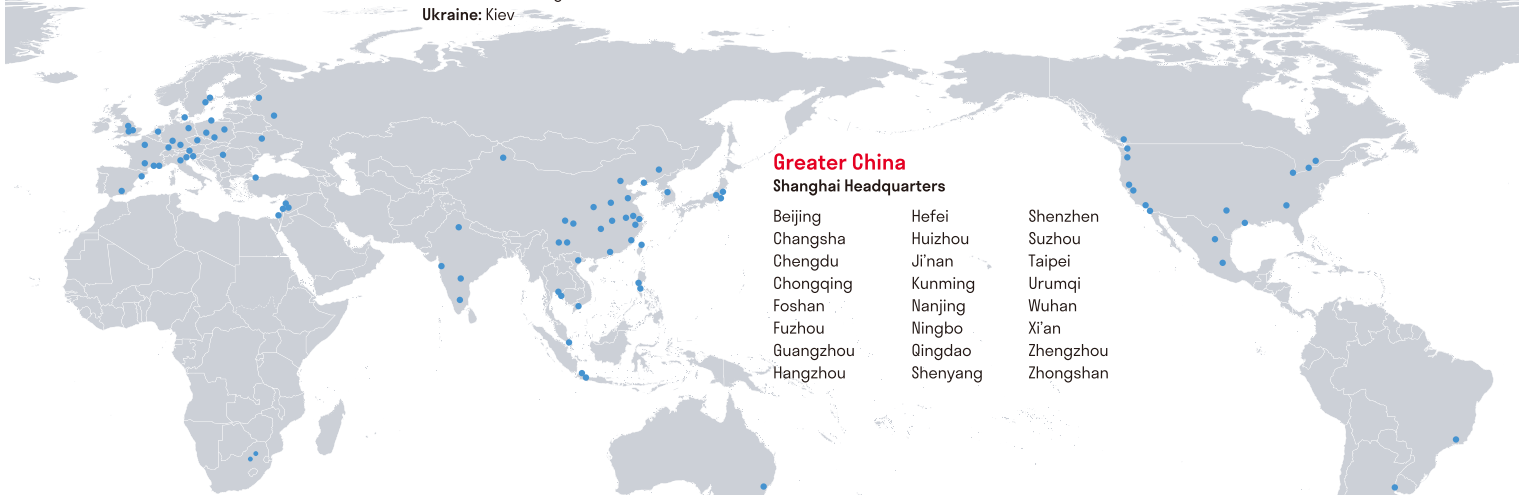 Ukraine: Kiev
Greater China
Shanghai Headquarters
Beijing Hefei Shenzhen
Changsha Huizhou Suzhou
Chengdu Ji'nan Taipei
Chongqing Kunming Urumqi
Foshan Nanjing Wuhan
Fuzhou Ningbo Xi'an
Guangzhou Qingdao Zhengzhou
Hangzhou Shenyang Zhongshan